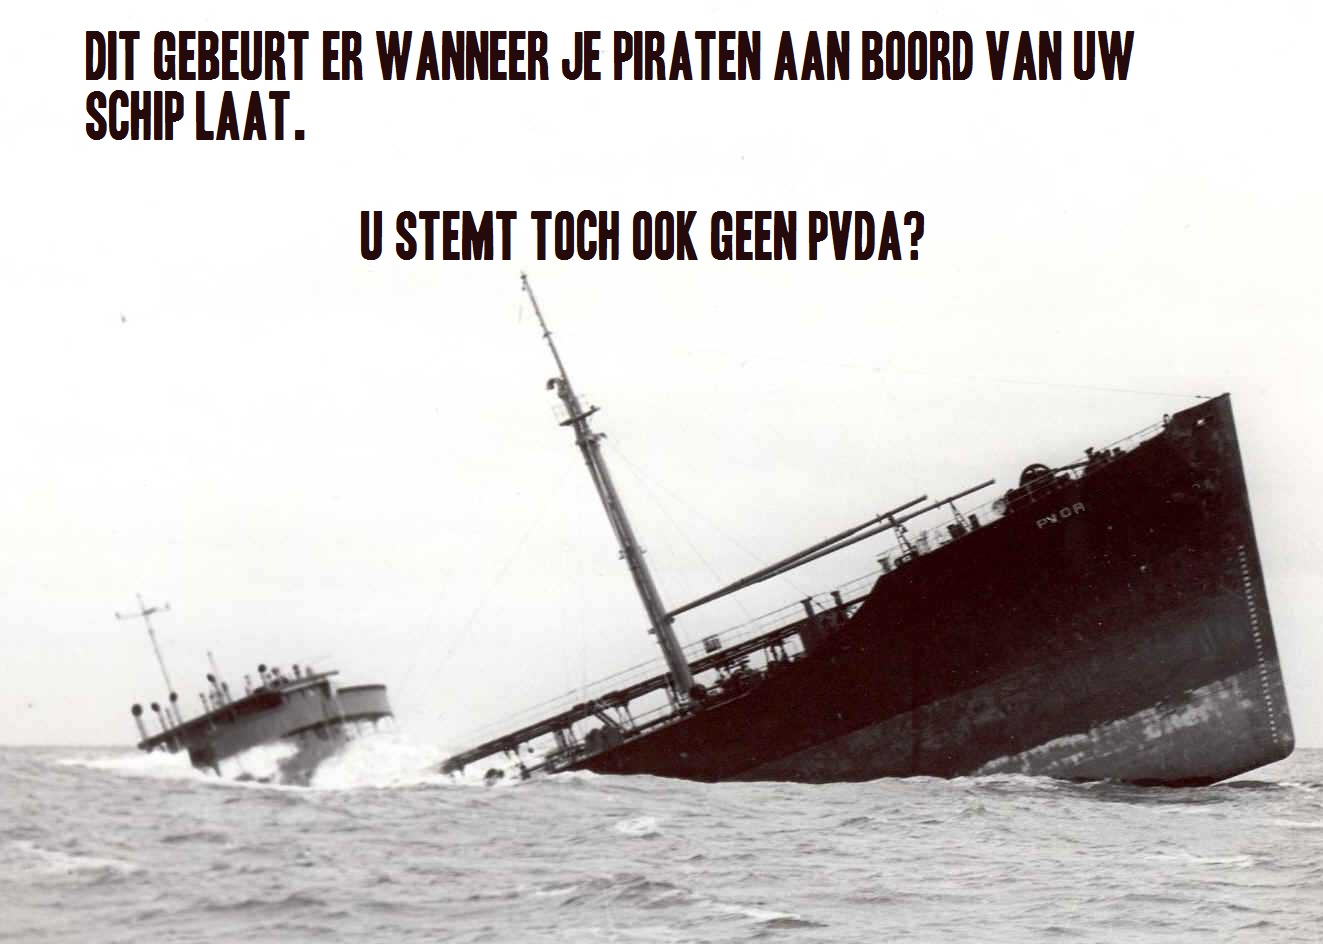 DIT GEBEURT ER WANNEER JE PIRATEN AAN BOORD VAN UW
SCHIP LAAT.
U STEMT TOCH OOK GEEN PVDA?
PVDA